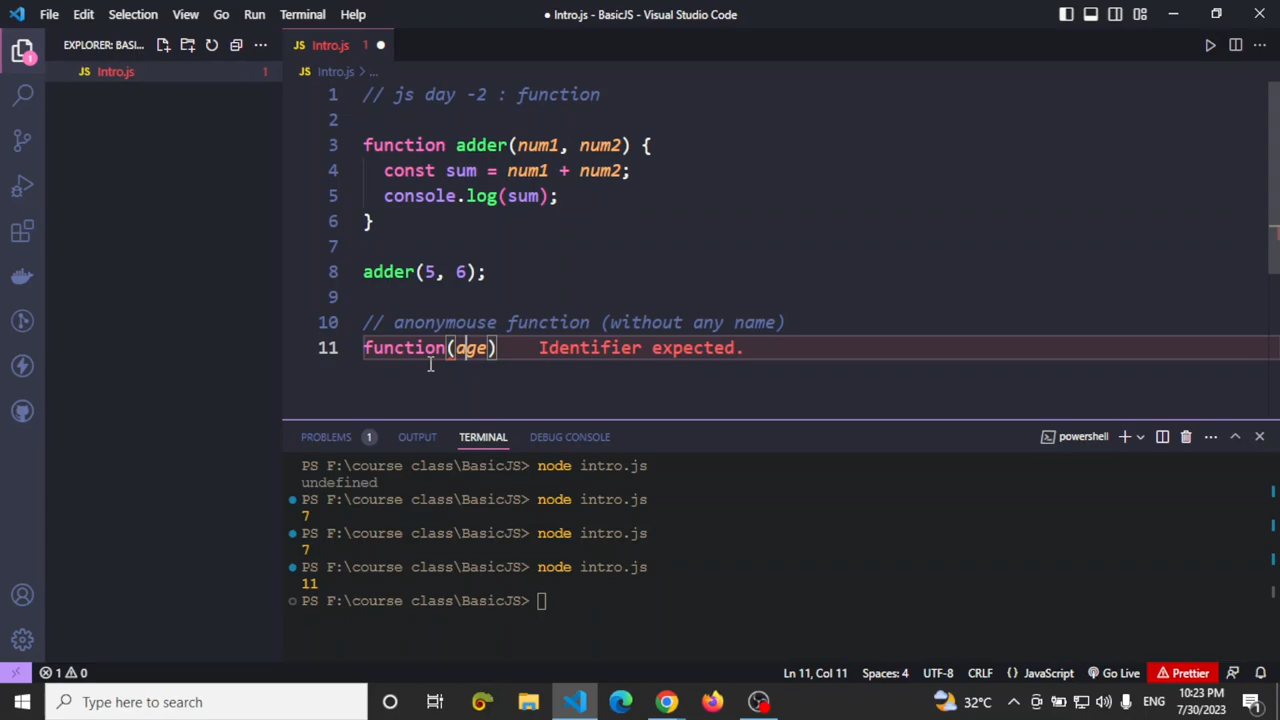 File Edit Selection View Go Run Terminal Help
● Intro.js - BasicJS - Visual Studio Code
EXPLORER: BASI...
JS Intro.js 1
JS Intro.js 1 ●
JS Intro.js > ...
1 // js day -2 : function
2
3 function adder(num1, num2) {
4 const sum = num1 + num2;
5 console.log(sum);
6 }
7
8 adder(5, 6);
9
10 // anonymouse function (without any name)
11 function(age) Identifier expected.
PROBLEMS 1 OUTPUT TERMINAL DEBUG CONSOLE
powershell
PS F:\course class\BasicJS> node intro.js
undefined
PS F:\course class\BasicJS> node intro.js
7
PS F:\course class\BasicJS> node intro.js
7
PS F:\course class\BasicJS> node intro.js
11
PS F:\course class\BasicJS>
1
1 0
Ln 11, Col 11 Spaces: 4 UTF-8 CRLF {} JavaScript Go Live Prettier
Type here to search
32°C
ENG
10:23 PM
7/30/2023
1